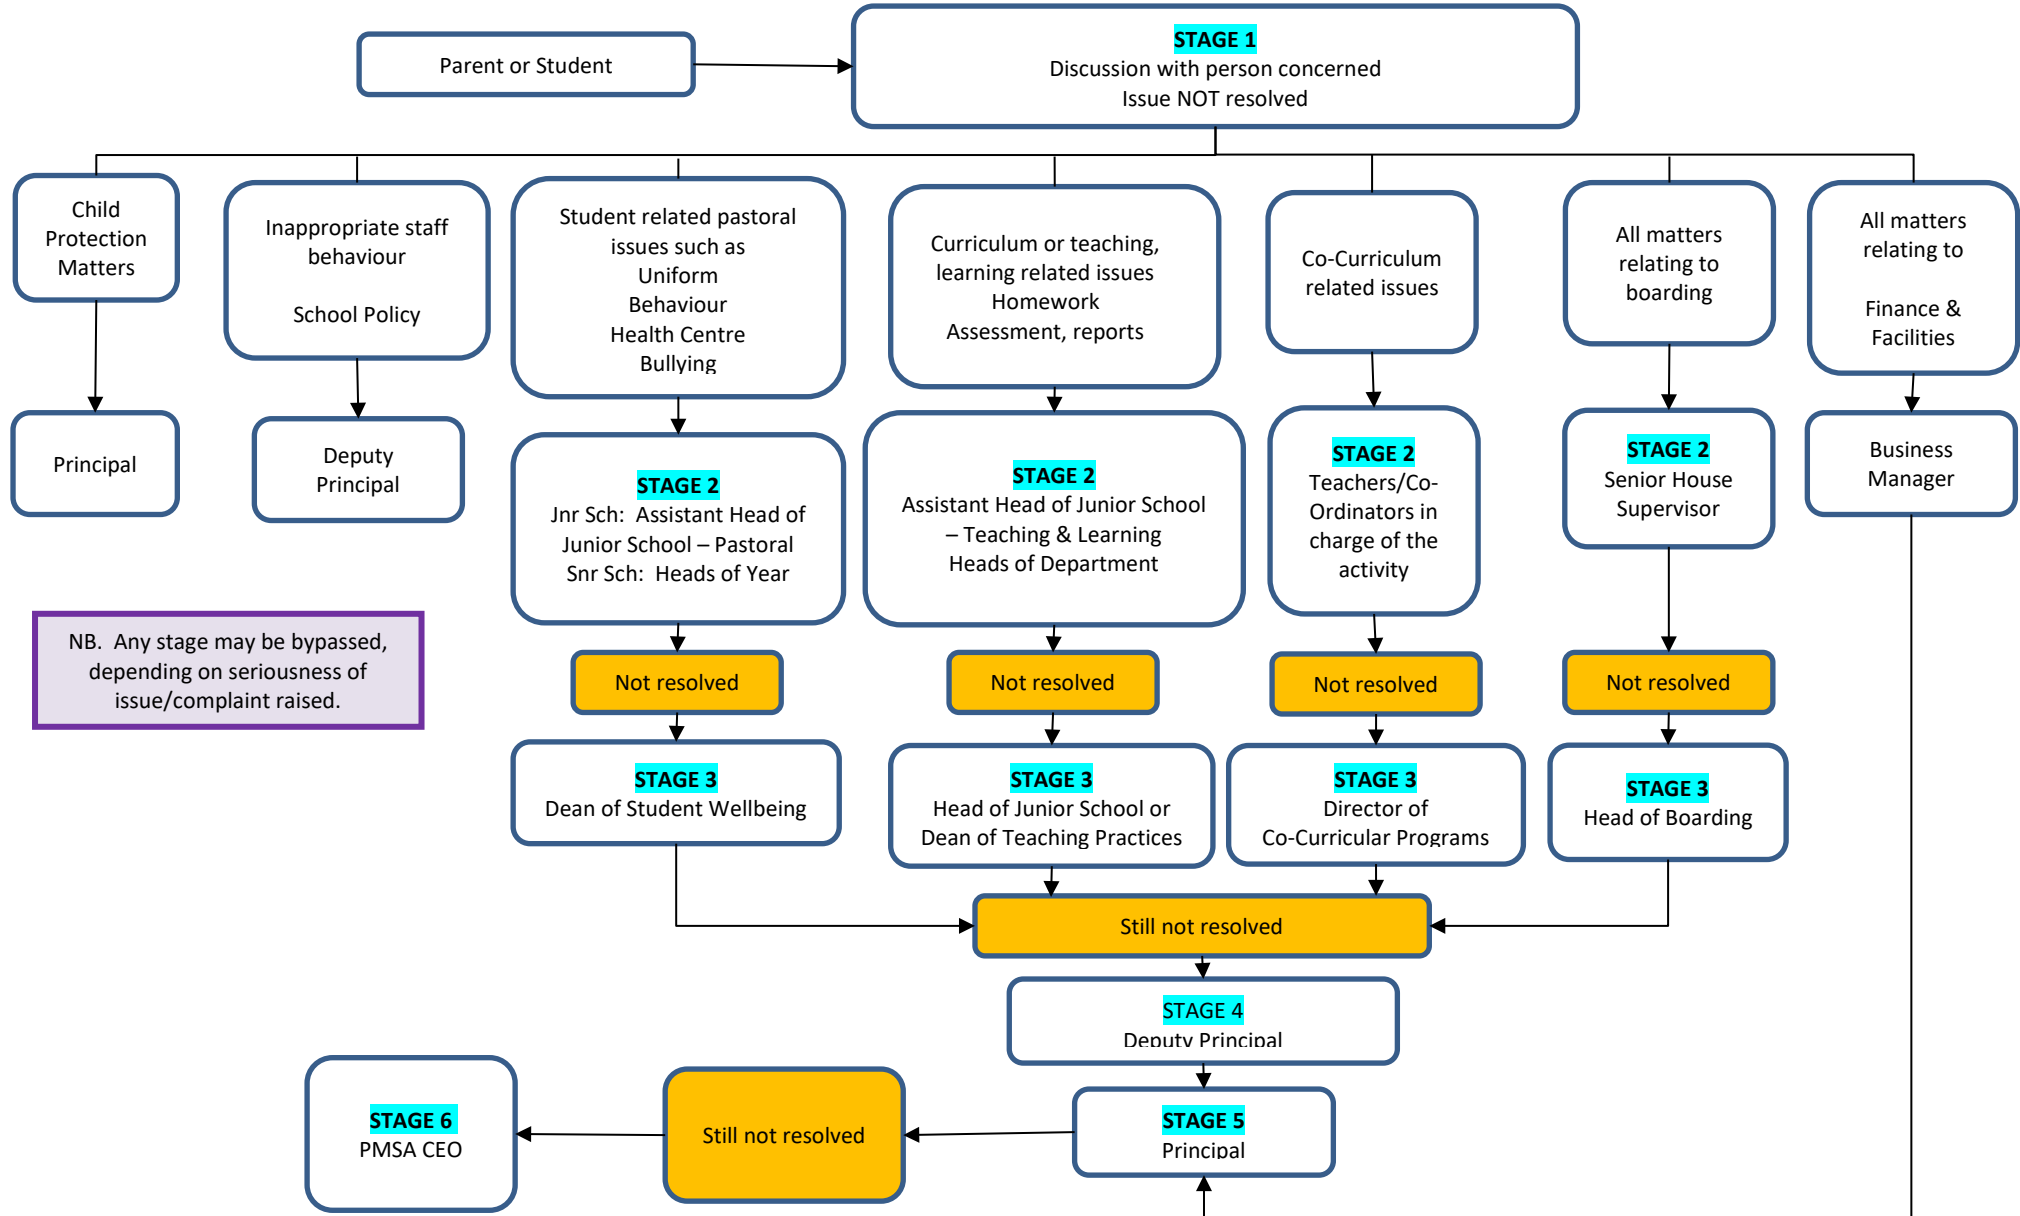 Parent or Student
STAGE 1
Discussion with person concerned
Issue NOT resolved
Child
Protection
Matters
Inappropriate staff
behaviour
School Policy
Student related pastoral
issues such as
Uniform
Behaviour
Health Centre
Bullying
Curriculum or teaching,
learning related issues
Homework
Assessment, reports
Co-Curriculum
related issues
All matters
relating to
boarding
All matters
relating to
Finance &
Facilities
Principal
Deputy
Principal
STAGE 2
Jnr Sch:  Assistant Head of
Junior School – Pastoral
Snr Sch:  Heads of Year
STAGE 2
Assistant Head of Junior School
– Teaching & Learning
Heads of Department
STAGE 2
Teachers/Co-
Ordinators in
charge of the
activity
STAGE 2
Senior House
Supervisor
Business
Manager
NB.  Any stage may be bypassed,
depending on seriousness of
issue/complaint raised.
Not resolved
Not resolved
Not resolved
Not resolved
STAGE 3
Dean of Student Wellbeing
STAGE 3
Head of Junior School or
Dean of Teaching Practices
STAGE 3
Director of
Co-Curricular Programs
STAGE 3
Head of Boarding
Still not resolved
STAGE 4
Deputy Principal
STAGE 5
Principal
Still not resolved
STAGE 6
PMSA CEO